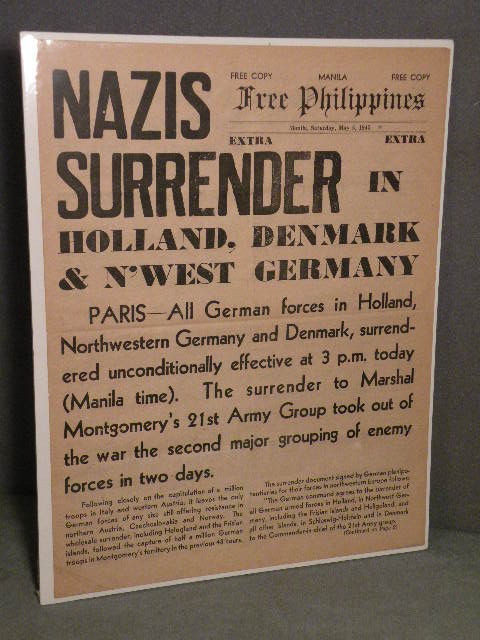 NAZIS
FREE COPY MANILA FREE COPY
Free Philippines
Manila, Saturday, May 5, 1945
EXTRA EXTRA
SURRENDER IN
HOLLAND, DENMARK
& N'WEST GERMANY
PARIS—All German forces in Holland,
Northwestern Germany and Denmark, surrend-
ered unconditionally effective at 3 p.m. today
(Manila time). The surrender to Marshal
Montgomery's 21st Army Group took out of
the war the second major grouping of enemy
forces in two days.
Following closely on the capitulation of a million
troops in Italy and western Austria, it leaves the only
German forces of any size still offering resistance in
northern Austria, Czechoslovakia and Norway. The
wholesale surrender, including Helgoland and the Frisian
islands, followed the capture of half a million German
troops in Montgomery's territory in the previous 48 hours.
The surrender document signed by German plenipo-
tentiaries for their forces in northwestern Europe follows:
"The German command agrees to the surrender of
all German armed forces in Holland, in Northwest Ger-
many, including the Frisian Islands and Heligoland, and
all other islands, in Schleswig-Holstein and in Denmark
to the Commander-in-chief of the 21st Army group.
(Continued on Page 2)